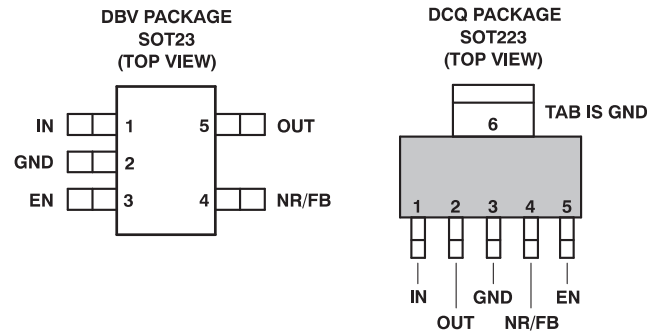 DBV PACKAGE
SOT23
(TOP VIEW)
IN 1 5 OUT
GND 2
EN 3 4 NR/FB
DCQ PACKAGE
SOT223
(TOP VIEW)
6 TAB IS GND
1 2 3 4 5
IN GND EN
OUT NR/FB